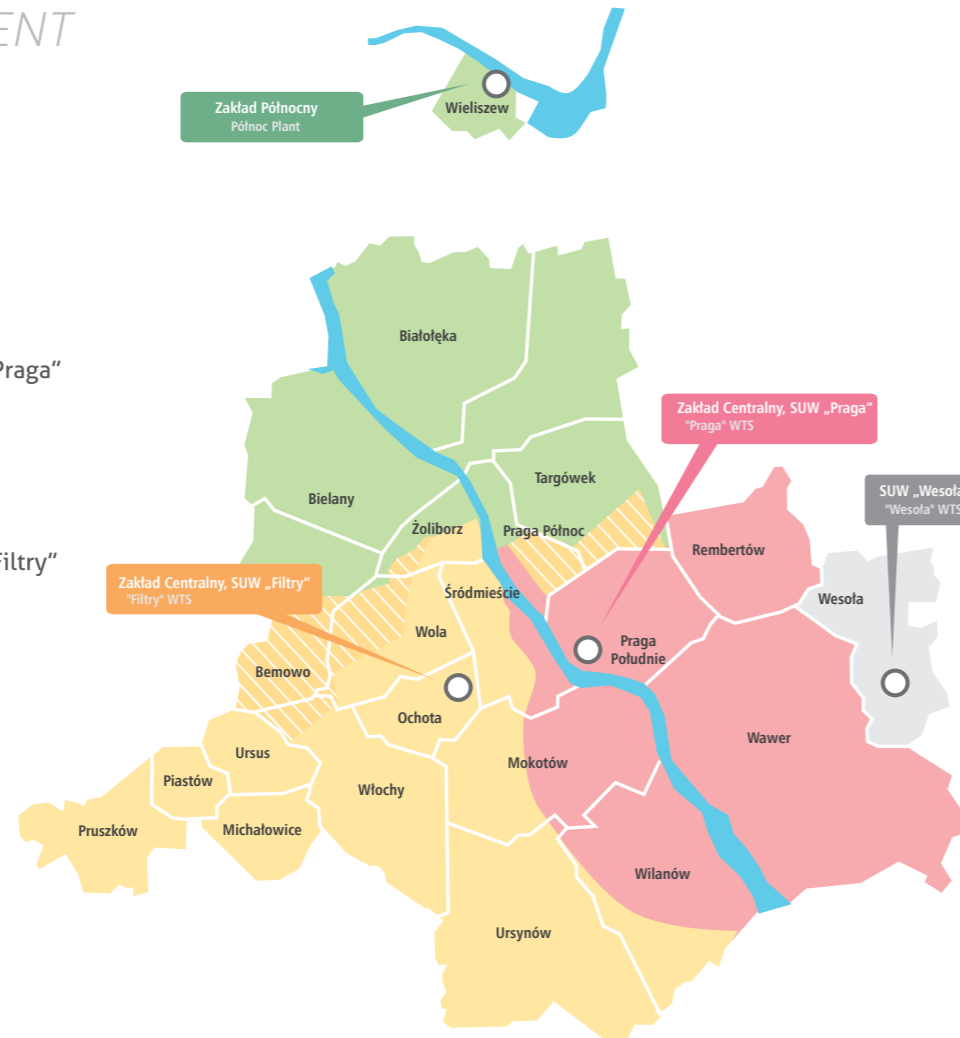 ENT
Zakład Północny
Północ Plant
Wieliszew
Białołęka
Praga”
Zakład Centralny, SUW „Praga”
"Praga" WTS
Targówek
SUW „Wesoła
"Wesoła" WTS
Bielany
Żoliborz
Praga Północ
Rembertów
Filtry”
Zakład Centralny, SUW „Filtry”
"Filtry" WTS
Śródmieście
Wesoła
Wola
Praga
Południe
Bemowo
Ochota
Wawer
Ursus
Mokotów
Piastów
Włochy
Pruszków
Michałowice
Wilanów
Ursynów